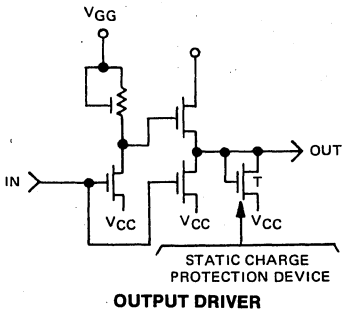 VGG
OUT
IN
T
VCC
VCC
VCC
STATIC CHARGE
PROTECTION DEVICE
OUTPUT DRIVER